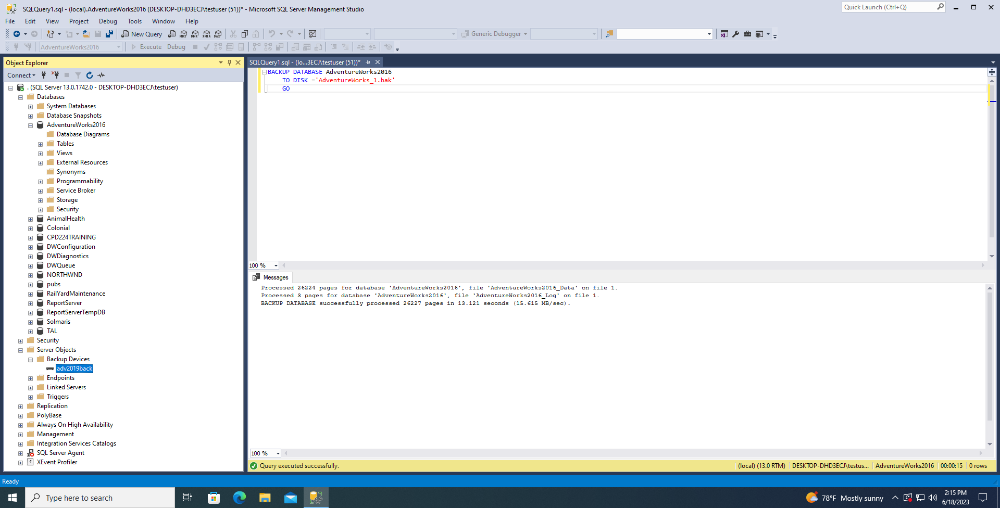 SQLQuery1.sql - (local).AdventureWorks2016 (DESKTOP-DHD3ECJ\testuser (51))* - Microsoft SQL Server Management Studio
Quick Launch (Ctrl+Q)
File Edit View Project Debug Tools Window Help
New Query
MDX DMX XMLA DAX
Generic Debugger
AdventureWorks2016
Execute Debug
Object Explorer
Connect
. (SQL Server 13.0.1742.0 - DESKTOP-DHD3ECJ\testuser)
Databases
System Databases
Database Snapshots
AdventureWorks2016
Database Diagrams
Tables
Views
External Resources
Synonyms
Programmability
Service Broker
Storage
Security
AnimalHealth
Colonial
CPD224TRAINING
DWConfiguration
DWDiagnostics
DWQueue
NORTHWND
pubs
RailYardMaintenance
ReportServer
ReportServerTempDB
Solmaris
TAL
Security
Server Objects
Backup Devices
adv2019back
Endpoints
Linked Servers
Triggers
Replication
PolyBase
Always On High Availability
Management
Integration Services Catalogs
SQL Server Agent
XEvent Profiler
SQLQuery1.sql - (lo...3ECJ\testuser (51))*
BACKUP DATABASE AdventureWorks2016
TO DISK ='AdventureWorks_1.bak'
GO
100 %
Messages
Processed 26224 pages for database 'AdventureWorks2016', file 'AdventureWorks2016_Data' on file 1.
Processed 3 pages for database 'AdventureWorks2016', file 'AdventureWorks2016_Log' on file 1.
BACKUP DATABASE successfully processed 26227 pages in 13.121 seconds (15.615 MB/sec).
100 %
Query executed successfully.
(local) (13.0 RTM) DESKTOP-DHD3ECJ\testus... AdventureWorks2016 00:00:15 0 rows
Ready
Type here to search
78°F Mostly sunny
2:15 PM
6/18/2023